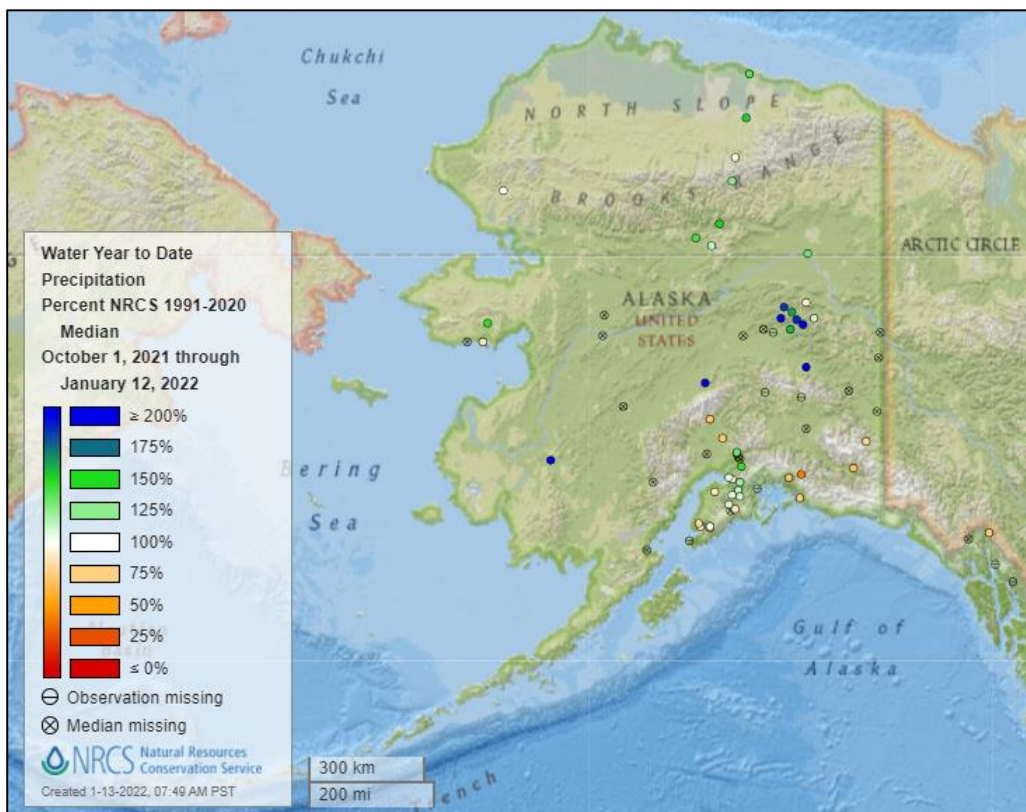 Chukchi
Sea
NORTH SLOPE
BROOKS RANGE
ARCTIC CIRCLE
ALASKA
UNITED
STATES
Bering
Sea
Gulf of
Alaska
Trench
Water Year to Date
Precipitation
Percent NRCS 1991-2020
Median
October 1, 2021 through
January 12, 2022
≥ 200%
175%
150%
125%
100%
75%
50%
25%
≤ 0%
Observation missing
Median missing
NRCS Natural Resources
Conservation Service
Created 1-13-2022, 07:49 AM PST
300 km
200 mi